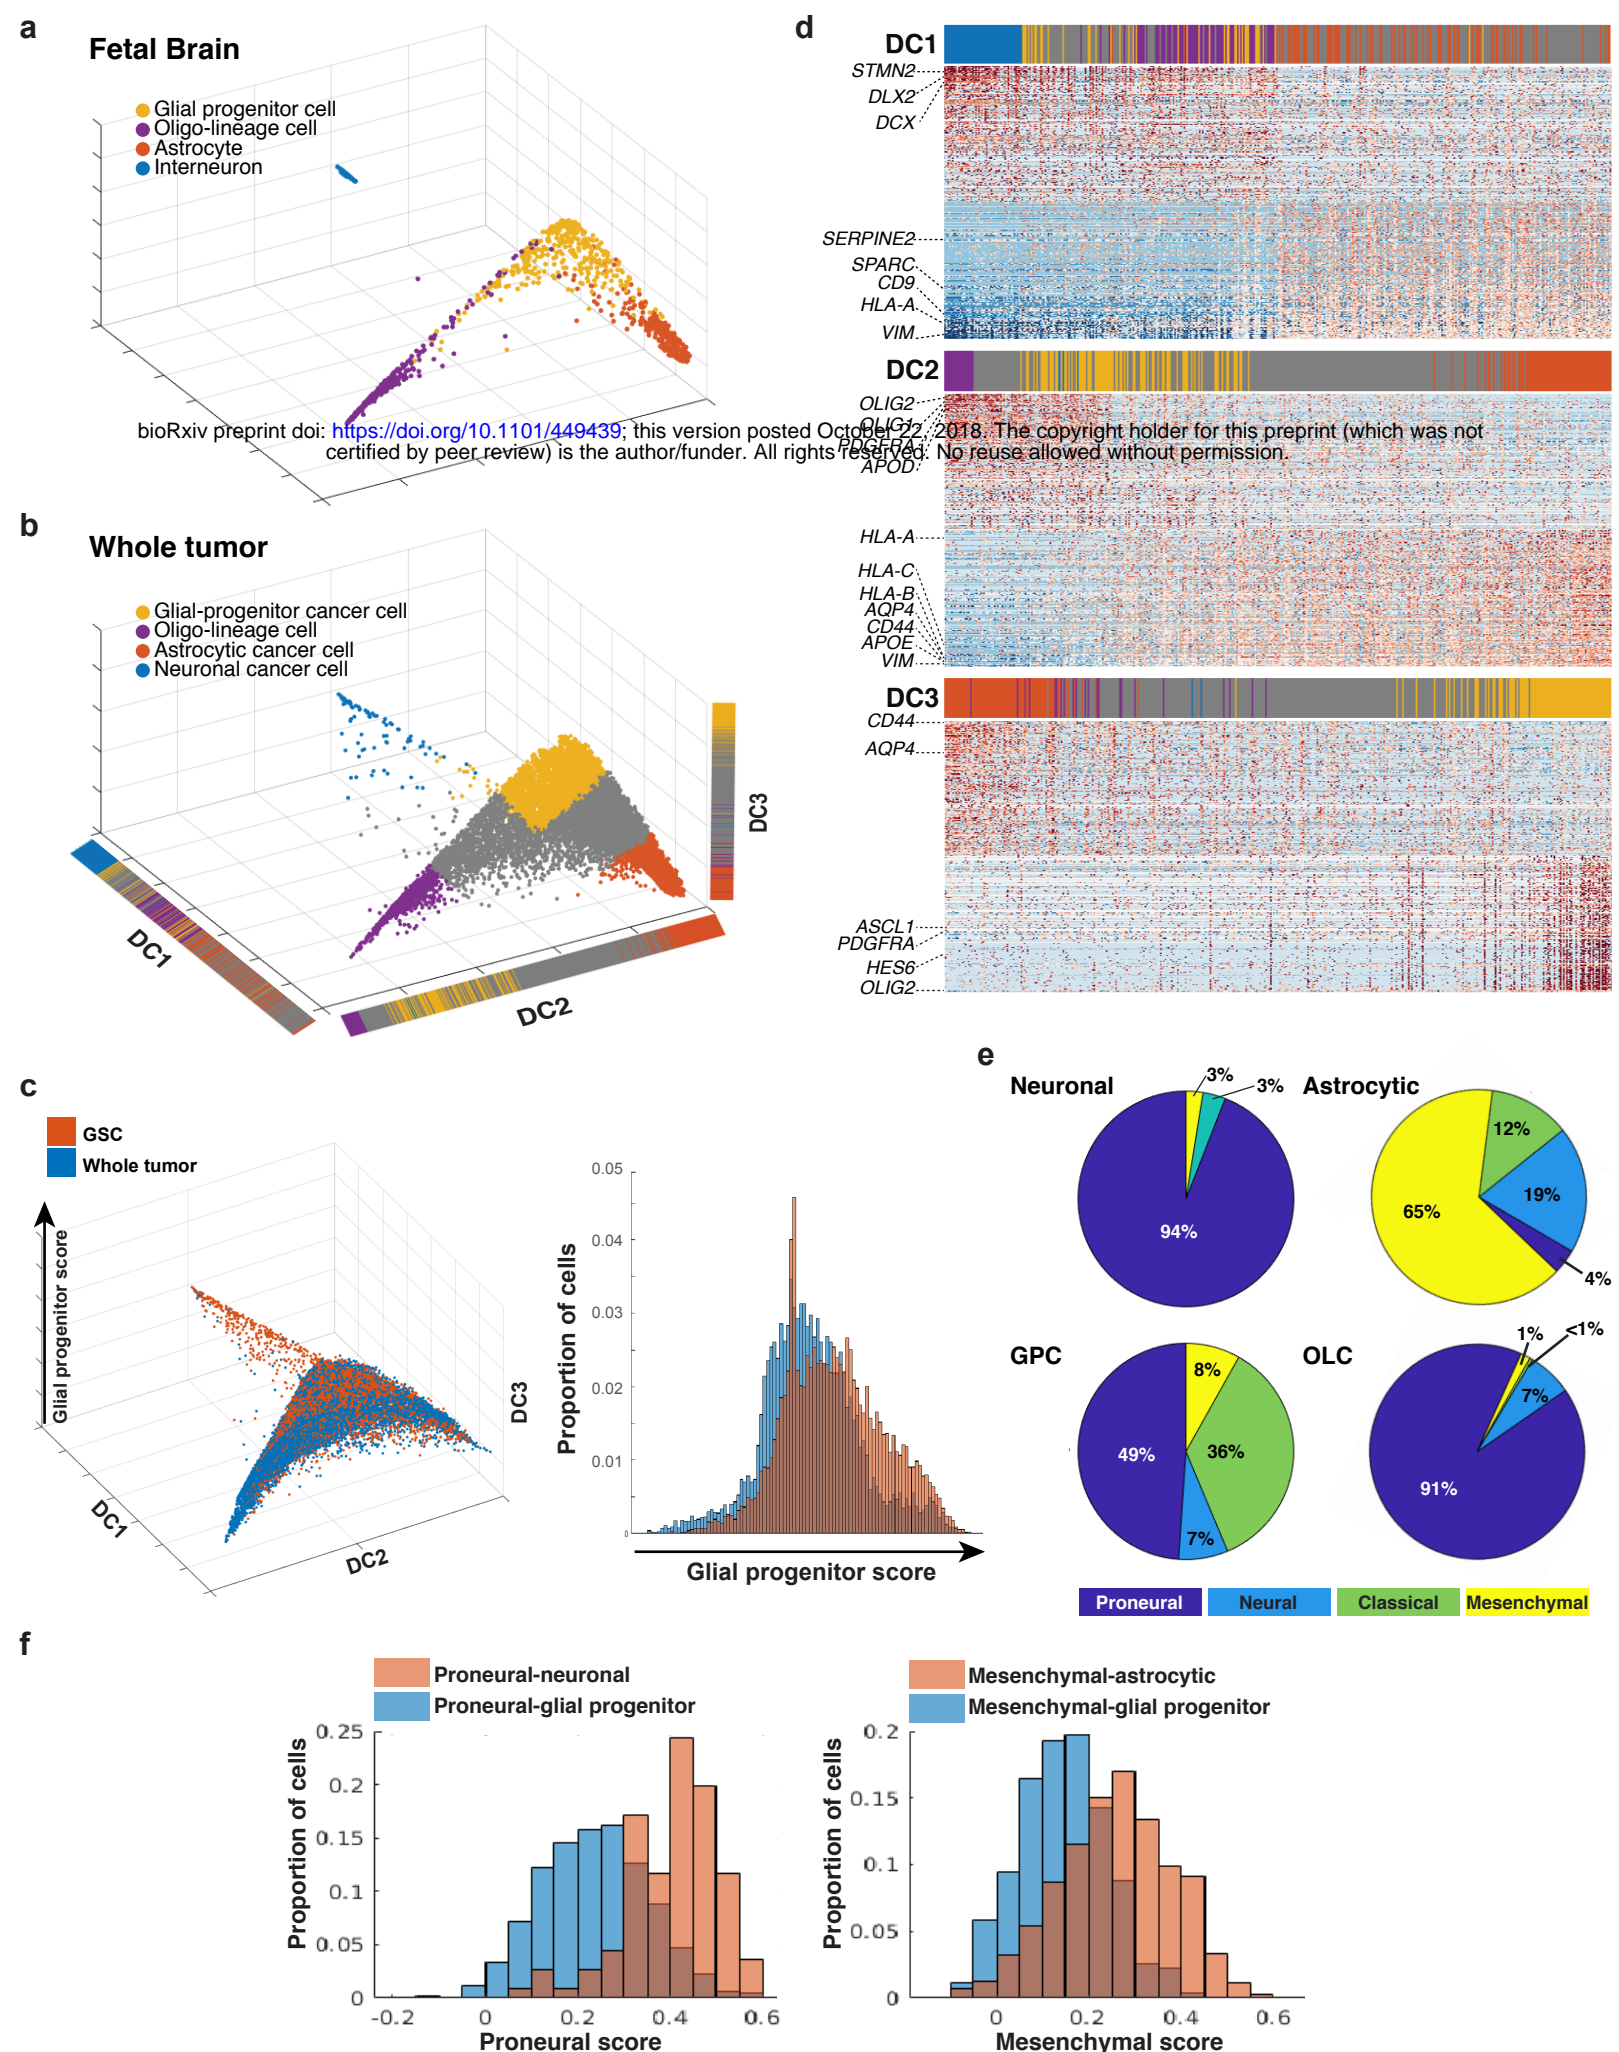 a
Fetal Brain
Glial progenitor cell
Oligo-lineage cell
Astrocyte
Interneuron
bioRxiv preprint doi: https://doi.org/10.1101/449439; this version posted October 22, 2018. The copyright holder for this preprint (which was not
certified by peer review) is the author/funder. All rights reserved. No reuse allowed without permission.
b
Whole tumor
Glial-progenitor cancer cell
Oligo-lineage cell
Astrocytic cancer cell
Neuronal cancer cell
DC1
DC2
DC3
c
GSC
Whole tumor
Glial progenitor score
DC1
DC2
DC3
Proportion of cells
0.05
0.04
0.03
0.02
0.01
0
Glial progenitor score
d
DC1
STMN2
DLX2
DCX
SERPINE2
SPARC
CD9
HLA-A
VIM
DC2
OLIG2
OLIG1
PDGFRA
APOD
HLA-A
HLA-C
HLA-B
AQP4
CD44
APOE
VIM
DC3
CD44
AQP4
ASCL1
PDGFRA
HES6
OLIG2
e
Neuronal
3%
3%
94%
Astrocytic
12%
19%
65%
4%
GPC
8%
49%
36%
7%
OLC
1%
<1%
7%
91%
Proneural
Neural
Classical
Mesenchymal
f
Proneural-neuronal
Proneural-glial progenitor
Proportion of cells
0.25
0.2
0.15
0.1
0.05
0
-0.2
0
0.2
0.4
0.6
Proneural score
Mesenchymal-astrocytic
Mesenchymal-glial progenitor
Proportion of cells
0.2
0.15
0.1
0.05
0
0
0.2
0.4
0.6
Mesenchymal score